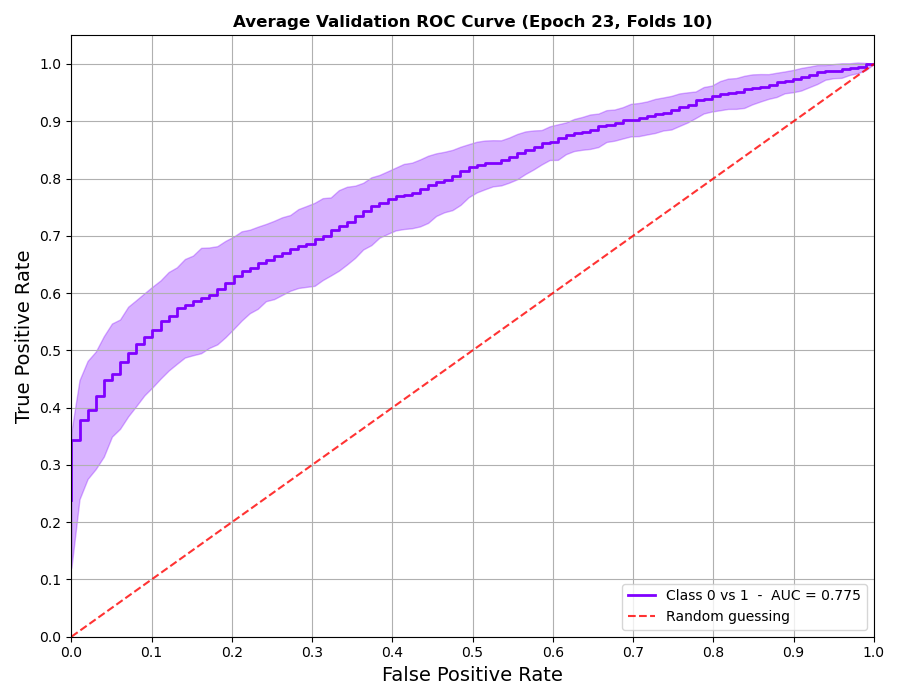 Average Validation ROC Curve (Epoch 23, Folds 10)
True Positive Rate
1.0
0.9
0.8
0.7
0.6
0.5
0.4
0.3
0.2
0.1
0.0
Class 0 vs 1 - AUC = 0.775
Random guessing
0.0 0.1 0.2 0.3 0.4 0.5 0.6 0.7 0.8 0.9 1.0
False Positive Rate